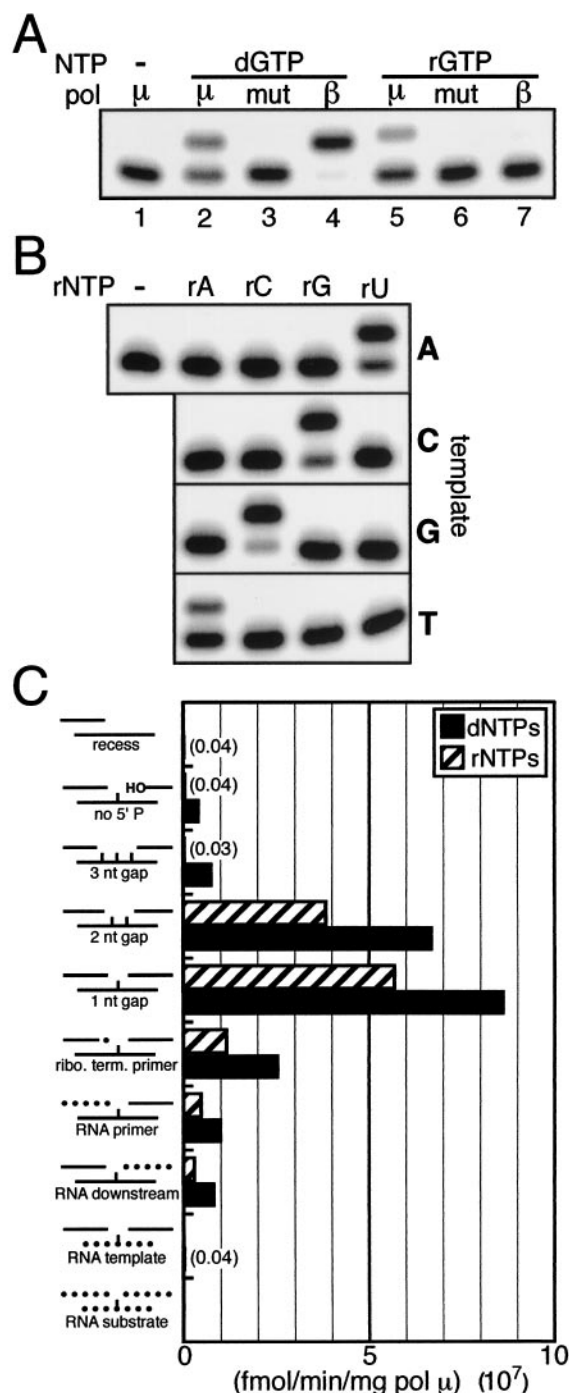 A
NTP - dGTP rGTP
pol μ μ mut β μ mut β
1 2 3 4 5 6 7
B
rNTP - rA rC rG rU
A
C
template
G
T
C
dNTPs
rNTPs
recess (0.04)
HO (0.04)
no 5' P
(0.03)
3 nt gap
2 nt gap
1 nt gap
ribo. term. primer
RNA primer
RNA downstream
RNA template (0.04)
RNA substrate
0 5 10
(fmol/min/mg pol μ) (10⁷)